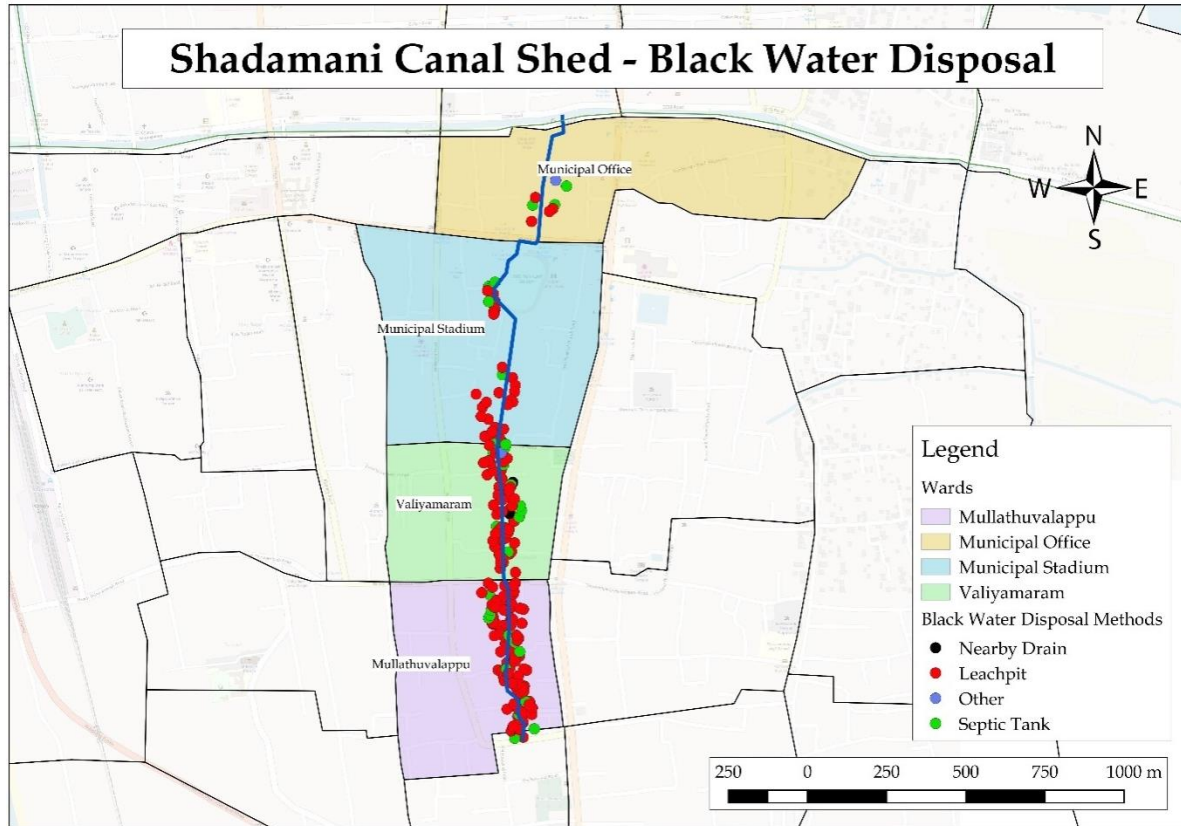 Shadamani Canal Shed - Black Water Disposal
Municipal Office
N
W E
S
Municipal Stadium
Valiyamaram
Mullathuvalappu
Legend
Wards
Mullathuvalappu
Municipal Office
Municipal Stadium
Valiyamaram
Black Water Disposal Methods
Nearby Drain
Leachpit
Other
Septic Tank
250 0 250 500 750 1000 m